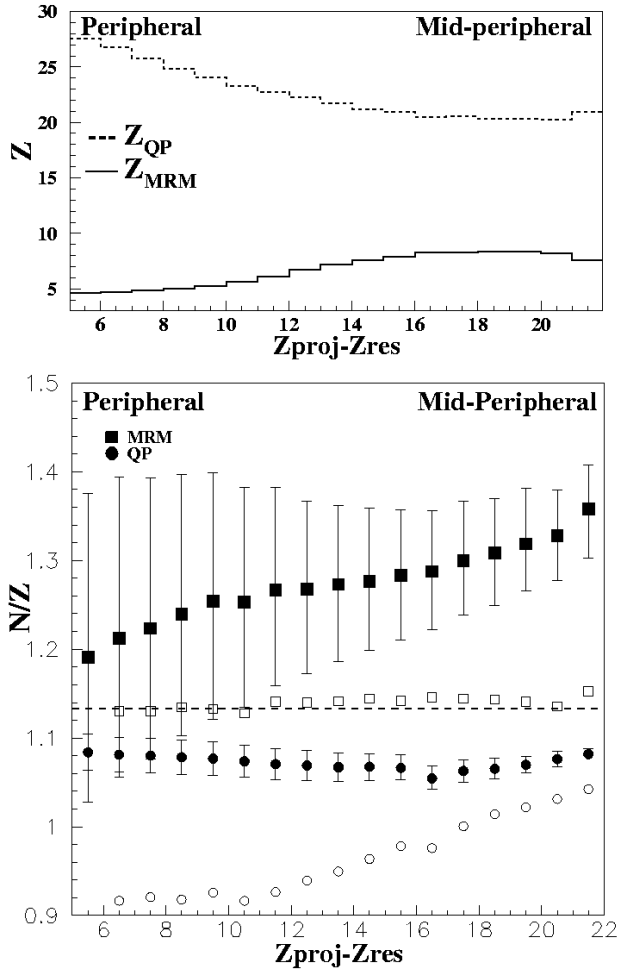 Peripheral Mid-peripheral
30
25
20
15
10
5
Z
Z_QP
Z_MRM
6 8 10 12 14 16 18 20
Zproj-Zres
Peripheral Mid-Peripheral
MRM
QP
1.5
1.4
1.3
1.2
1.1
1
0.9
N/Z
6 8 10 12 14 16 18 20 22
Zproj-Zres